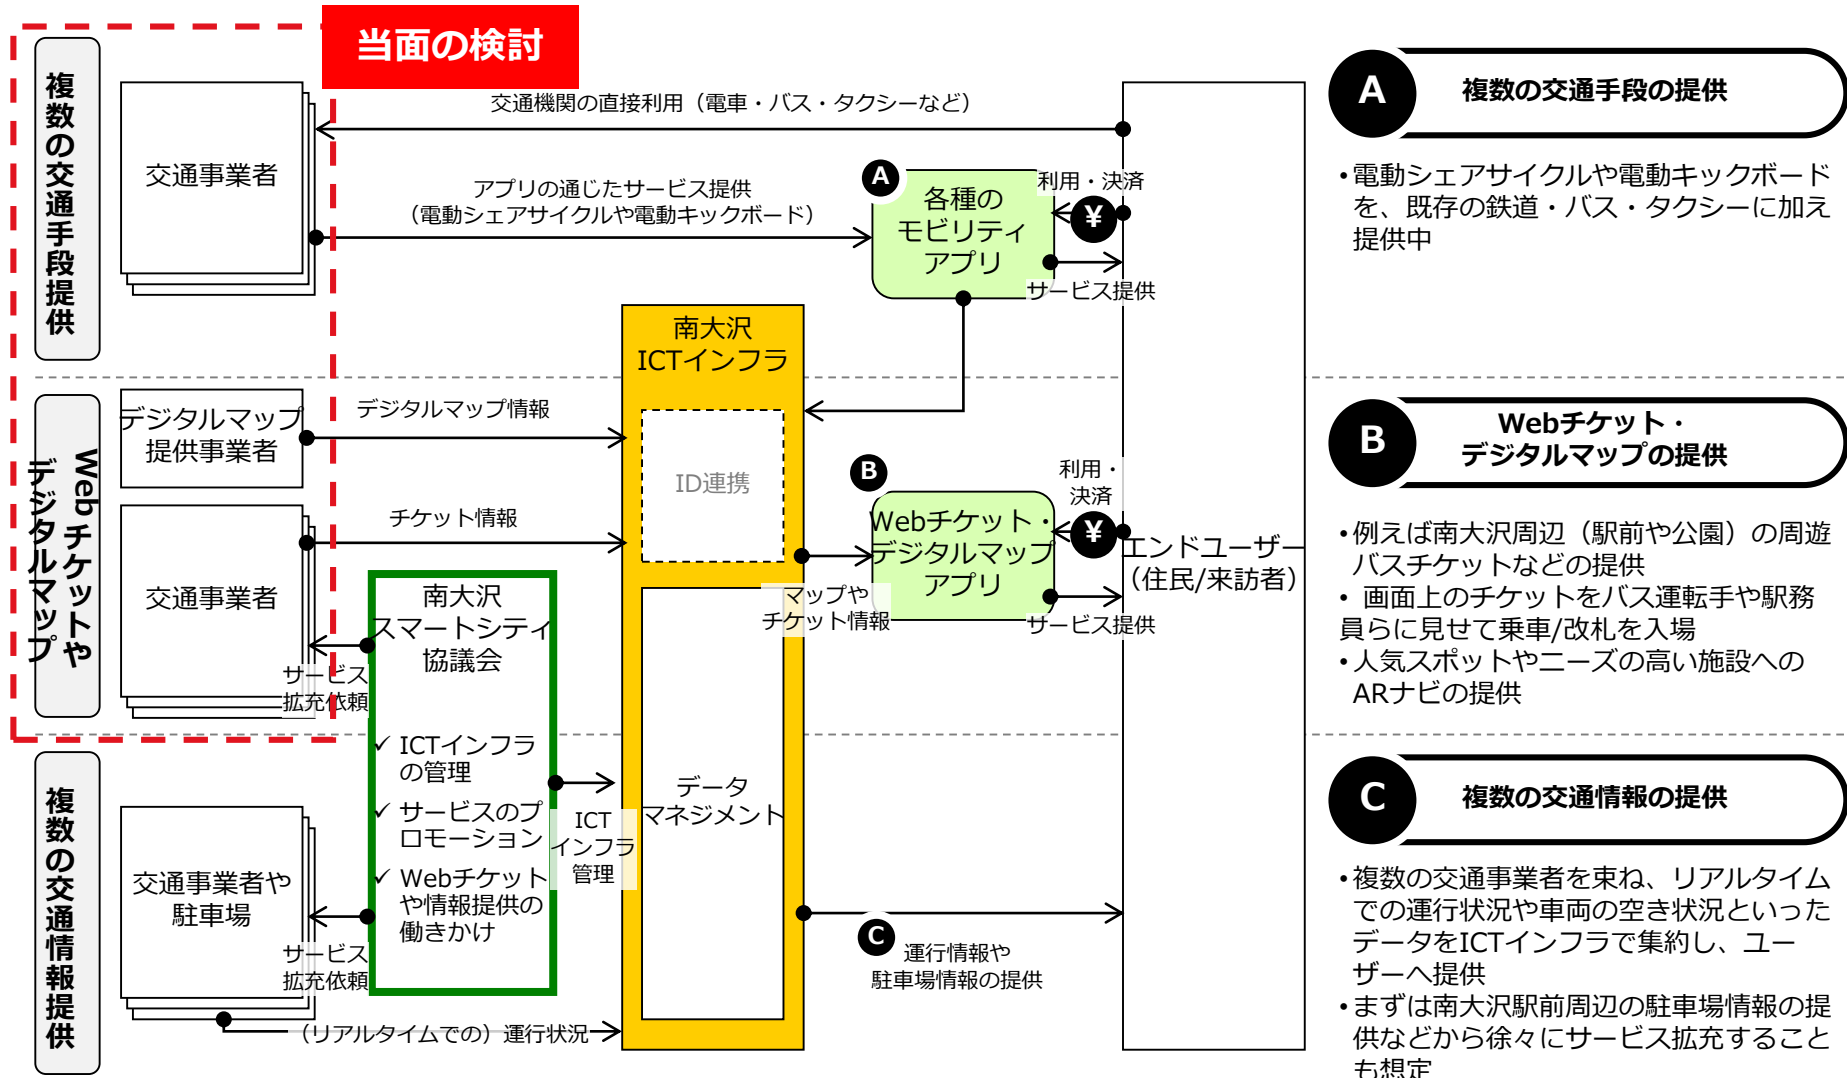 当面の検討
複数の交通手段提供
交通事業者
交通機関の直接利用（電車・バス・タクシーなど）
アプリの通じたサービス提供
（電動シェアサイクルや電動キックボード）
A
各種の
モビリティ
アプリ
利用・決済
¥
サービス提供
南大沢
ICTインフラ
ID連携
データ
マネジメント
エンドユーザー
（住民/来訪者）
Webチケットや
デジタルマップ
デジタルマップ
提供事業者
デジタルマップ情報
交通事業者
チケット情報
B
Webチケット・
デジタルマップ
アプリ
利用・
決済
¥
サービス提供
マップや
チケット情報
南大沢
スマートシティ
協議会
✓ ICTインフラ
の管理
✓ サービスのプ
ロモーション
✓ Webチケット
や情報提供の
働きかけ
サービス
拡充依頼
ICT
インフラ
管理
複数の交通情報提供
交通事業者や
駐車場
サービス
拡充依頼
（リアルタイムでの）運行状況
C
運行情報や
駐車場情報の提供
A
複数の交通手段の提供
•電動シェアサイクルや電動キックボード
を、既存の鉄道・バス・タクシーに加え
提供中
B
Webチケット・
デジタルマップの提供
•例えば南大沢周辺（駅前や公園）の周遊
バスチケットなどの提供
• 画面上のチケットをバス運転手や駅務
員らに見せて乗車/改札を入場
•人気スポットやニーズの高い施設への
ARナビの提供
C
複数の交通情報の提供
•複数の交通事業者を束ね、リアルタイム
での運行状況や車両の空き状況といった
データをICTインフラで集約し、ユー
ザーへ提供
•まずは南大沢駅前周辺の駐車場情報の提
供などから徐々にサービス拡充すること
も想定